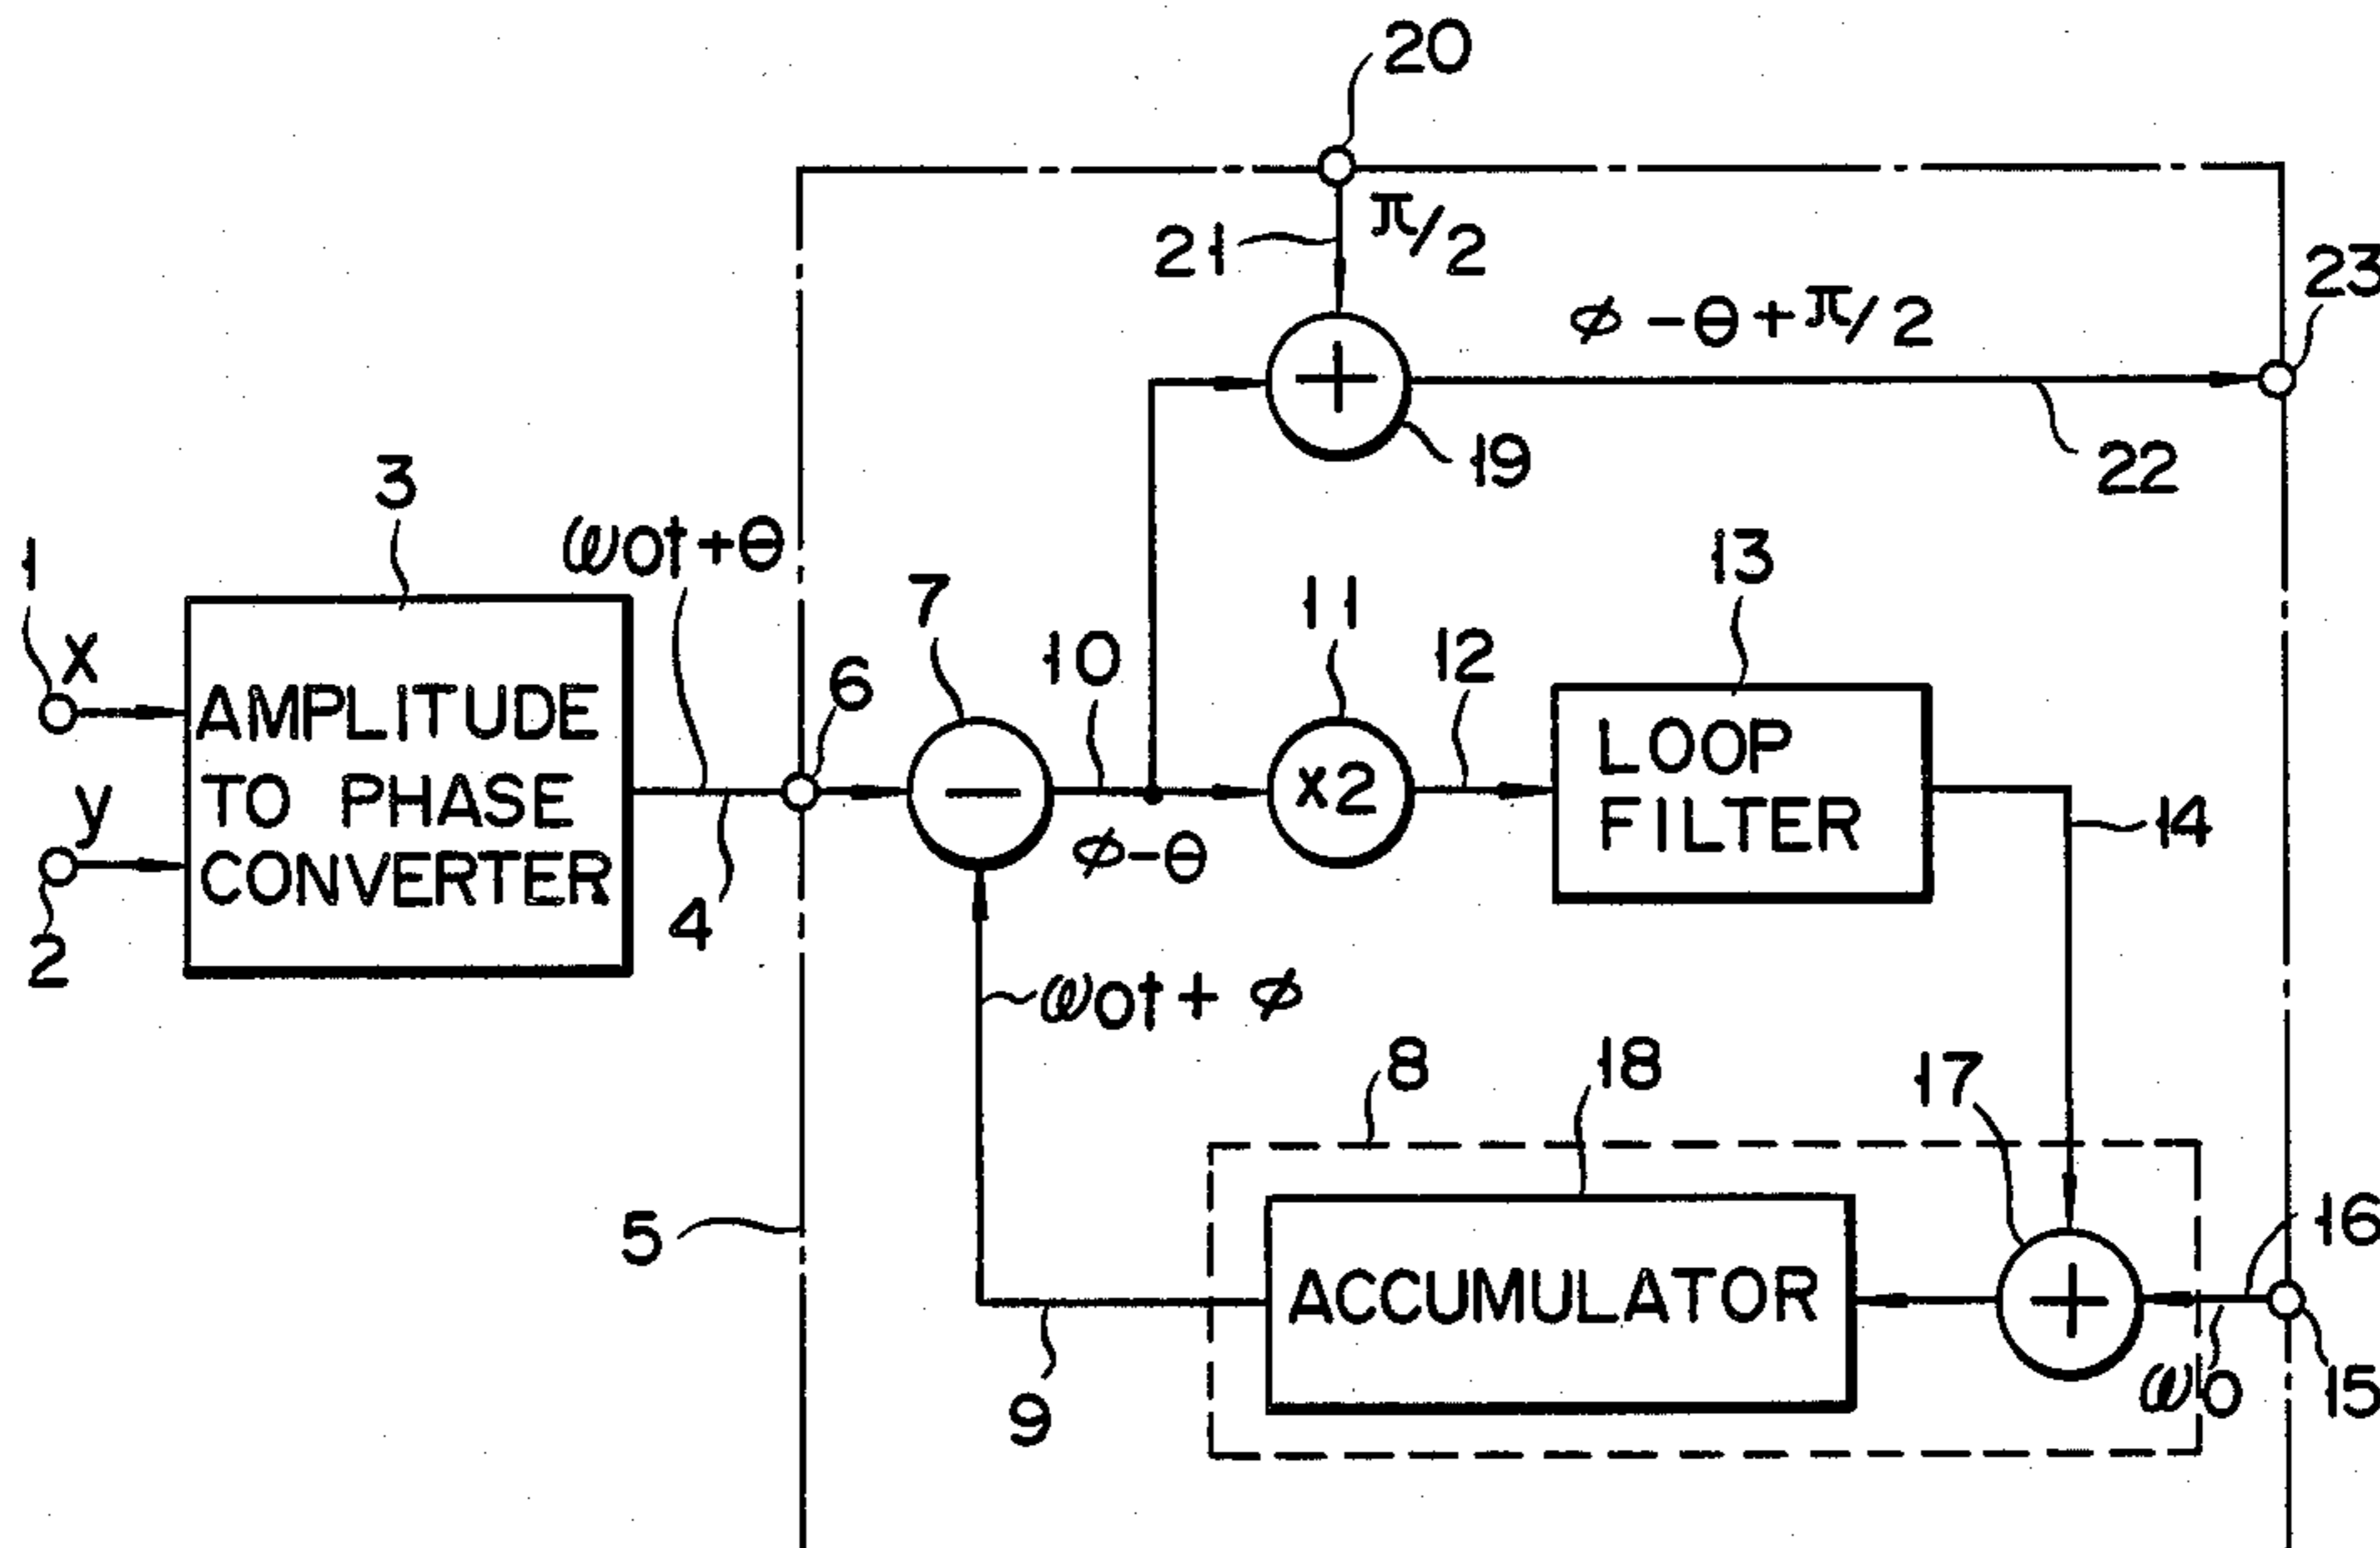 20
21
π/2
23
ϕ-θ+π/2
19
22
3
ωot+θ
1
x
7
10
11
12
13
6
AMPLITUDE
TO PHASE
CONVERTER
y
2
4
-
ϕ-θ
x2
LOOP
FILTER
14
+
ωot+ ϕ
8
18
17
5
16
ACCUMULATOR
+
ωo
15
9